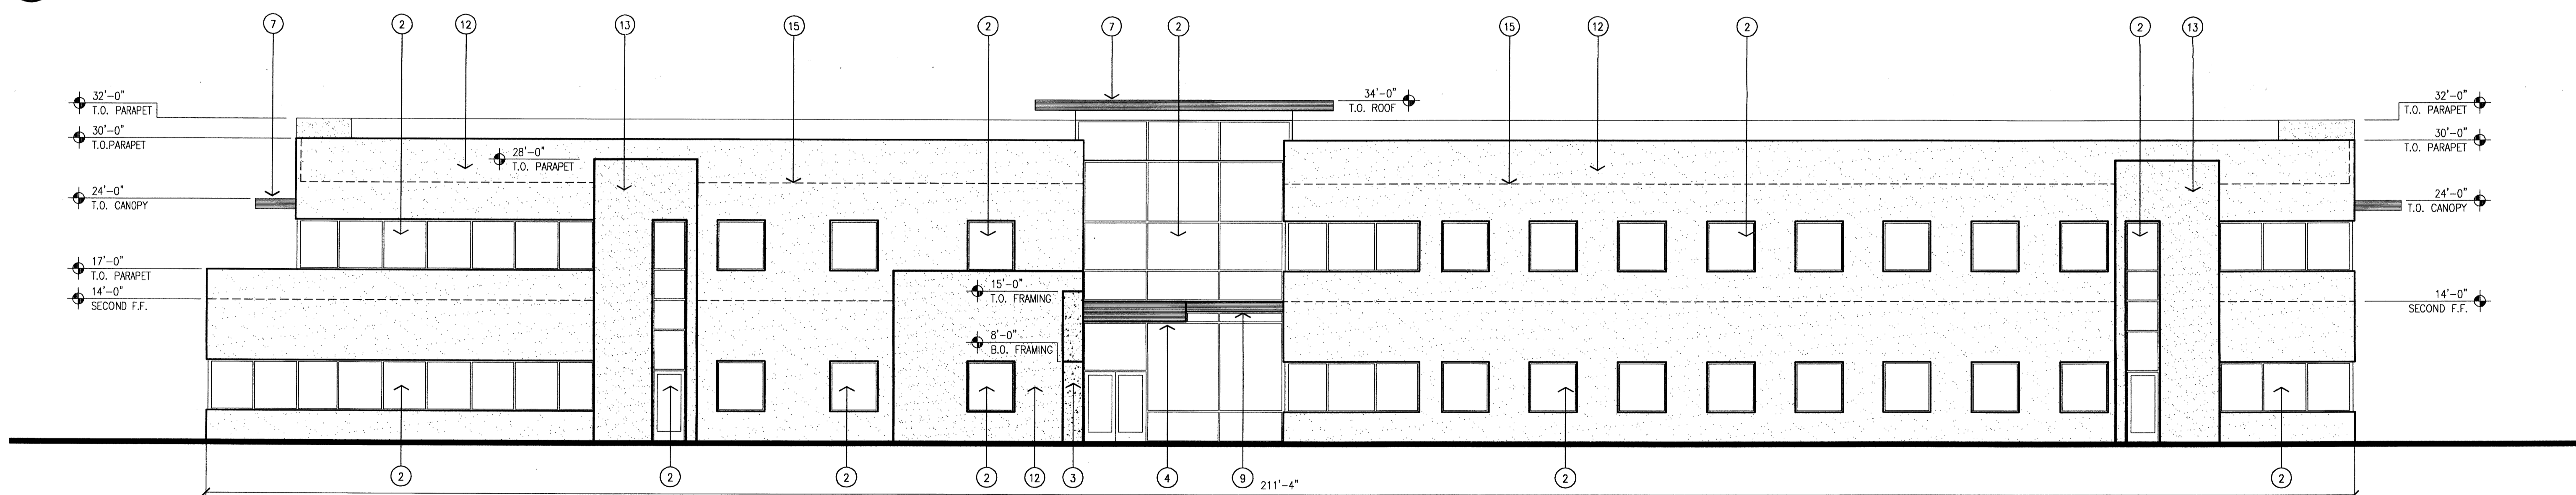 7
2
12
13
15
2
7
2
15
12
2
2
13
32'-0"
T.O. PARAPET
30'-0"
T.O.PARAPET
28'-0"
T.O. PARAPET
24'-0"
T.O. CANOPY
17'-0"
T.O. PARAPET
14'-0"
SECOND F.F.
15'-0"
T.O. FRAMING
8'-0"
B.O. FRAMING
34'-0"
T.O. ROOF
32'-0"
T.O. PARAPET
30'-0"
T.O. PARAPET
24'-0"
T.O. CANOPY
14'-0"
SECOND F.F.
2
2
2
2
12
3
4
9
2
2
211'-4"